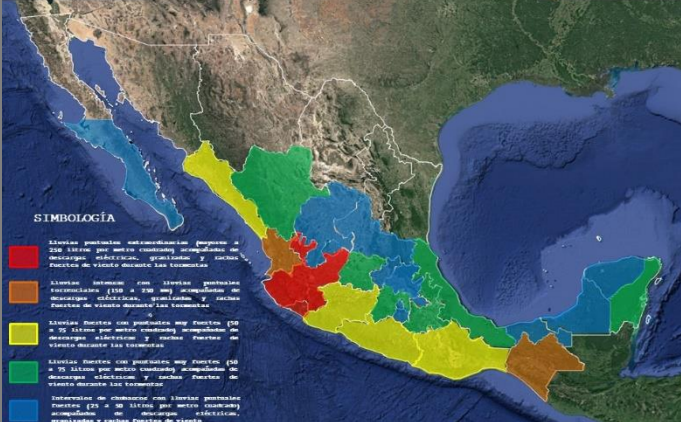 SIMBOLOGÍA
Lluvias puntuales extraordinarias (mayores a
250 litros por metro cuadrado) acompañadas de
descargas eléctricas, granizadas y rachas
fuertes de viento durante las tormentas
Lluvias intensas con lluvias puntuales
torrenciales (150 a 250 mm) acompañadas de
descargas eléctricas, granizadas y rachas
fuertes de viento durante las tormentas
Lluvias fuertes con puntuales muy fuertes (50
a 75 litros por metro cuadrado) acompañadas de
descargas eléctricas y rachas fuertes de
viento durante las tormentas
Lluvias fuertes con puntuales muy fuertes (50
a 75 litros por metro cuadrado) acompañadas de
descargas eléctricas y rachas fuertes de
viento durante las tormentas
Intervalos de chubascos con lluvias puntuales
fuertes (25 a 50 litros por metro cuadrado)
acompañados de descargas eléctricas,
granizadas y rachas fuertes de viento